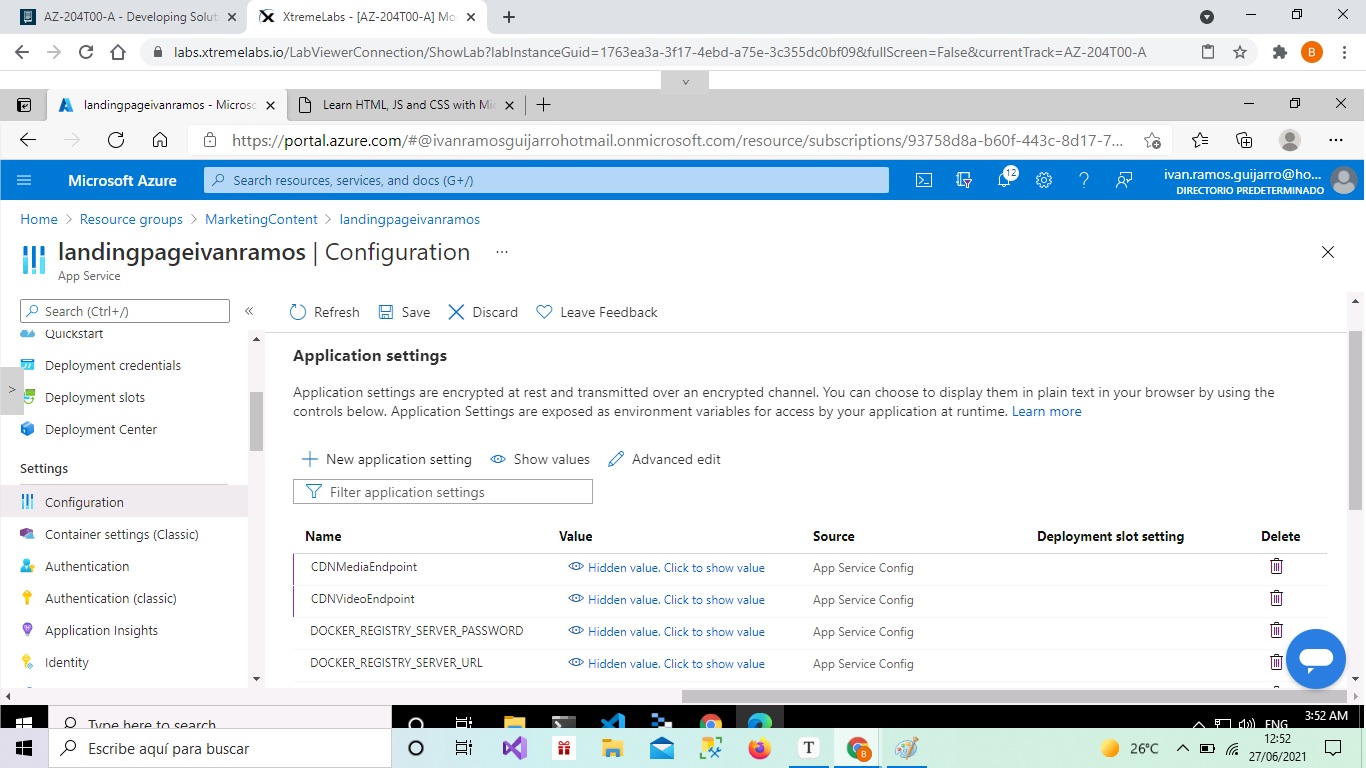 AZ-204T00-A - Developing Solut
XtremeLabs - [AZ-204T00-A] Mo
labs.xtremelabs.io/LabViewerConnection/ShowLab?labInstanceGuid=1763ea3a-3f17-4ebd-a75e-3c355dc0bf09&fullScreen=False&currentTrack=AZ-204T00-A
B
landingpageivanramos - Microso
Learn HTML, JS and CSS with Mic
https://portal.azure.com/#@ivanramosguijarrohotmail.onmicrosoft.com/resource/subscriptions/93758d8a-b60f-443c-8d17-7...
Microsoft Azure
Search resources, services, and docs (G+/)
12
ivan.ramos.guijarro@ho...
DIRECTORIO PREDETERMINADO
Home > Resource groups > MarketingContent > landingpageivanramos
landingpageivanramos | Configuration ...
App Service
Search (Ctrl+/)
«
Refresh
Save
Discard
Leave Feedback
Quickstart
Deployment credentials
Deployment slots
Deployment Center
Settings
Configuration
Container settings (Classic)
Authentication
Authentication (classic)
Application Insights
Identity
Application settings
Application settings are encrypted at rest and transmitted over an encrypted channel. You can choose to display them in plain text in your browser by using the
controls below. Application Settings are exposed as environment variables for access by your application at runtime. Learn more
New application setting
Show values
Advanced edit
Filter application settings
Name Value Source Deployment slot setting Delete
CDNMediaEndpoint Hidden value. Click to show value App Service Config
CDNVideoEndpoint Hidden value. Click to show value App Service Config
DOCKER_REGISTRY_SERVER_PASSWORD Hidden value. Click to show value App Service Config
DOCKER_REGISTRY_SERVER_URL Hidden value. Click to show value App Service Config
Type here to search
ENG
3:52 AM
Escribe aquí para buscar
T
B
26°C
12:52
27/06/2021